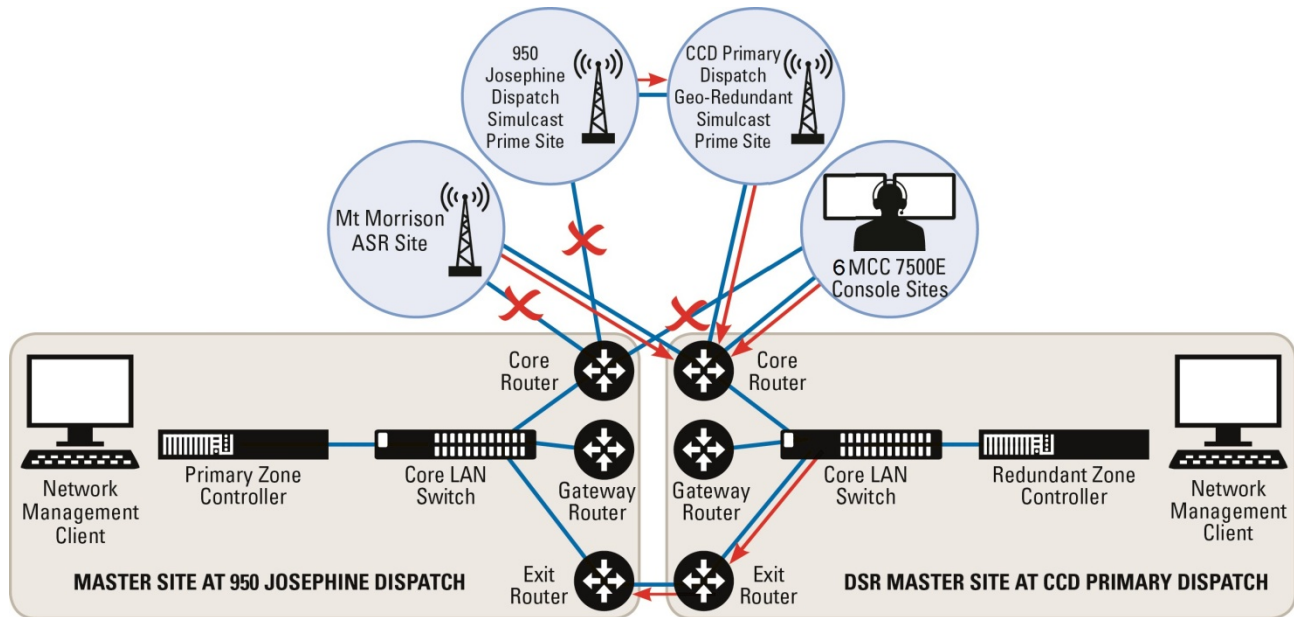 950
Josephine
Dispatch
Simulcast
Prime Site
CCD Primary
Dispatch
Geo-Redundant
Simulcast
Prime Site
Mt Morrison
ASR Site
6 MCC 7500E
Console Sites
Core
Router
Core
Router
Network
Management
Client
Primary Zone
Controller
Core LAN
Switch
Gateway
Router
Gateway
Router
Core LAN
Switch
Redundant Zone
Controller
Network
Management
Client
MASTER SITE AT 950 JOSEPHINE DISPATCH
Exit
Router
Exit
Router
DSR MASTER SITE AT CCD PRIMARY DISPATCH